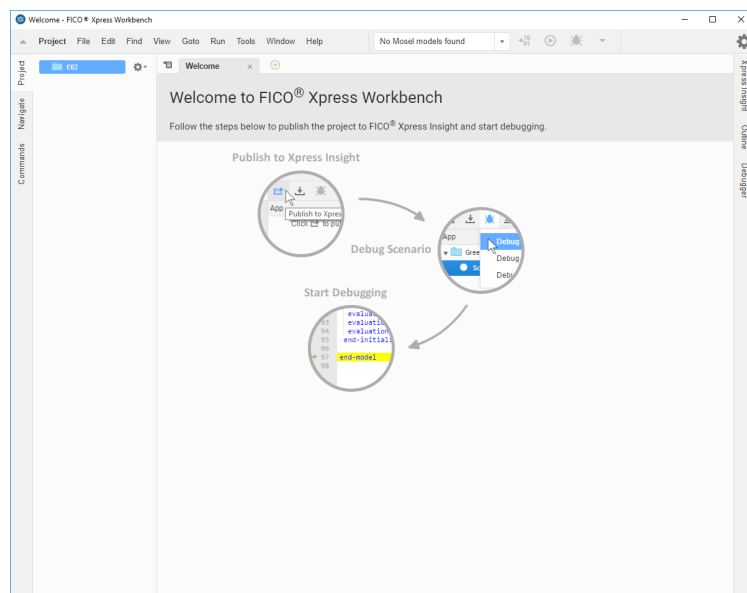 Welcome - FICO® Xpress Workbench
Project File Edit Find View Goto Run Tools Window Help No Mosel models found
Project
Navigate
Commands
E02
Welcome ×
Welcome to FICO® Xpress Workbench
Follow the steps below to publish the project to FICO® Xpress Insight and start debugging.
Publish to Xpress Insight
App
Publish to Xpres
Click to pu
Debug Scenario
App
Debug
Gree
Debug
Sc
Debu
Start Debugging
evaluat
93 evaluatio
94 evaluation
95 end-initiali
96
97 end-model
98
Xpress Insight
Outline
Debugger